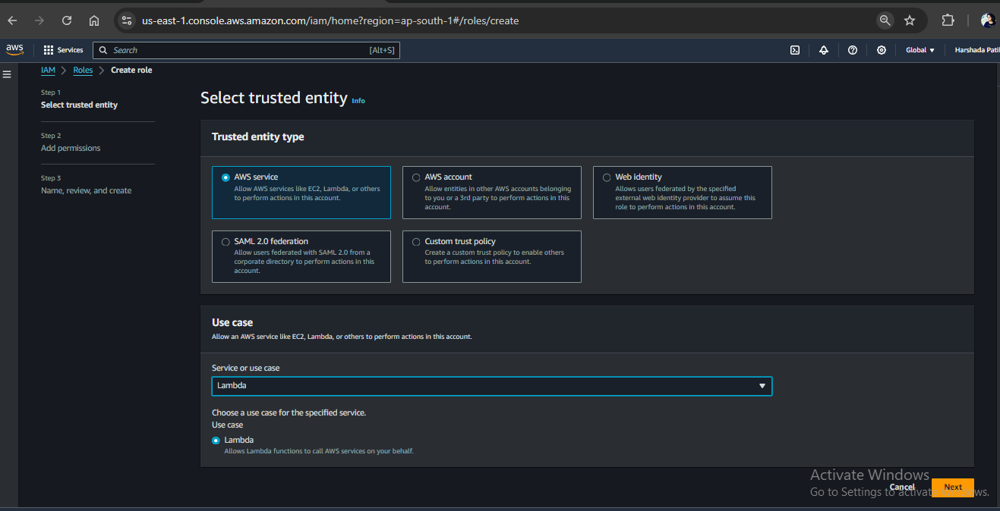 us-east-1.console.aws.amazon.com/iam/home?region=ap-south-1#/roles/create
aws Services Search [Alt+S] Global Harshada Patil
IAM Roles Create role
Step 1
Select trusted entity
Step 2
Add permissions
Step 3
Name, review, and create
Select trusted entity Info
Trusted entity type
AWS service
Allow AWS services like EC2, Lambda, or others
to perform actions in this account.
AWS account
Allow entities in other AWS accounts belonging
to you or a 3rd party to perform actions in this
account.
Web identity
Allows users federated by the specified
external web identity provider to assume this
role to perform actions in this account.
SAML 2.0 federation
Allow users federated with SAML 2.0 from a
corporate directory to perform actions in this
account.
Custom trust policy
Create a custom trust policy to enable others
to perform actions in this account.
Use case
Allow an AWS service like EC2, Lambda, or others to perform actions in this account.
Service or use case
Lambda
Choose a use case for the specified service.
Use case
Lambda
Allows Lambda functions to call AWS services on your behalf.
Cancel Next
Activate Windows
Go to Settings to activate Windows.